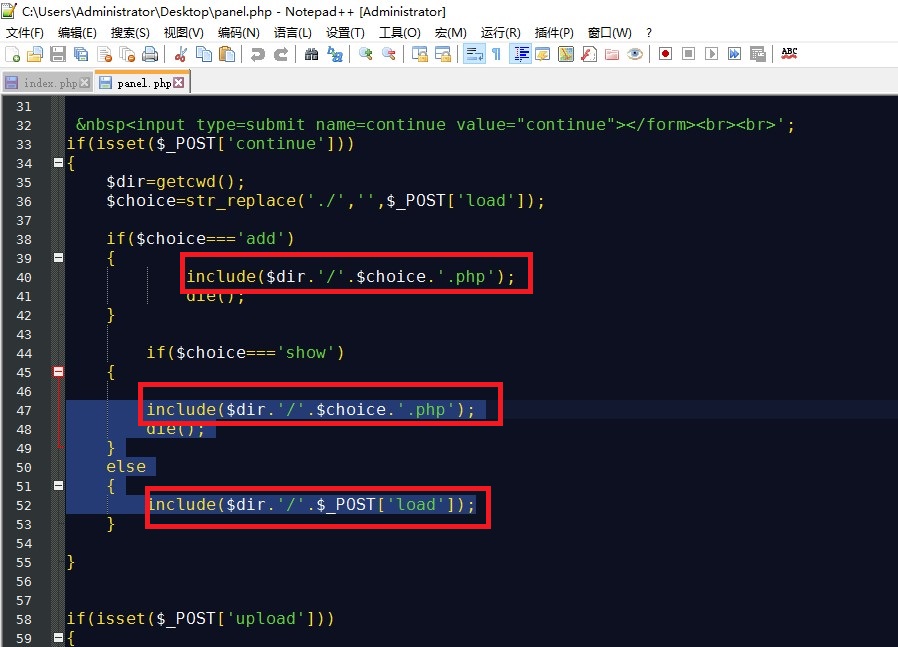 C:\Users\Administrator\Desktop\panel.php - Notepad++ [Administrator]
文件(F) 编辑(E) 搜索(S) 视图(V) 编码(N) 语言(L) 设置(T) 工具(O) 宏(M) 运行(R) 插件(P) 窗口(W) ?
ABC
index.php panel.php
31
32 &nbsp<input type=submit name=continue value="continue"></form><br><br>';
33 if(isset($_POST['continue']))
34 {
35 $dir=getcwd();
36 $choice=str_replace('./','',$_POST['load']);
37
38 if($choice==='add')
39 {
40 include($dir.'/'.$choice.'.php');
41 die();
42 }
43
44 if($choice==='show')
45 {
46
47 include($dir.'/'.$choice.'.php');
48 die();
49 }
50 else
51 {
52 include($dir.'/'.$_POST['load']);
53 }
54
55 }
56
57
58 if(isset($_POST['upload']))
59 {